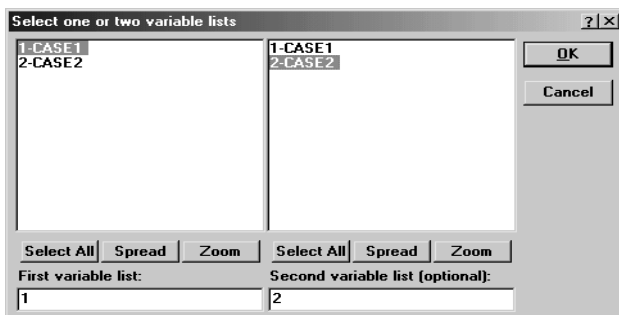 Select one or two variable lists
1-CASE1
2-CASE2
1-CASE1
2-CASE2
OK
Cancel
Select All Spread Zoom
Select All Spread Zoom
First variable list:
Second variable list (optional):
1
2